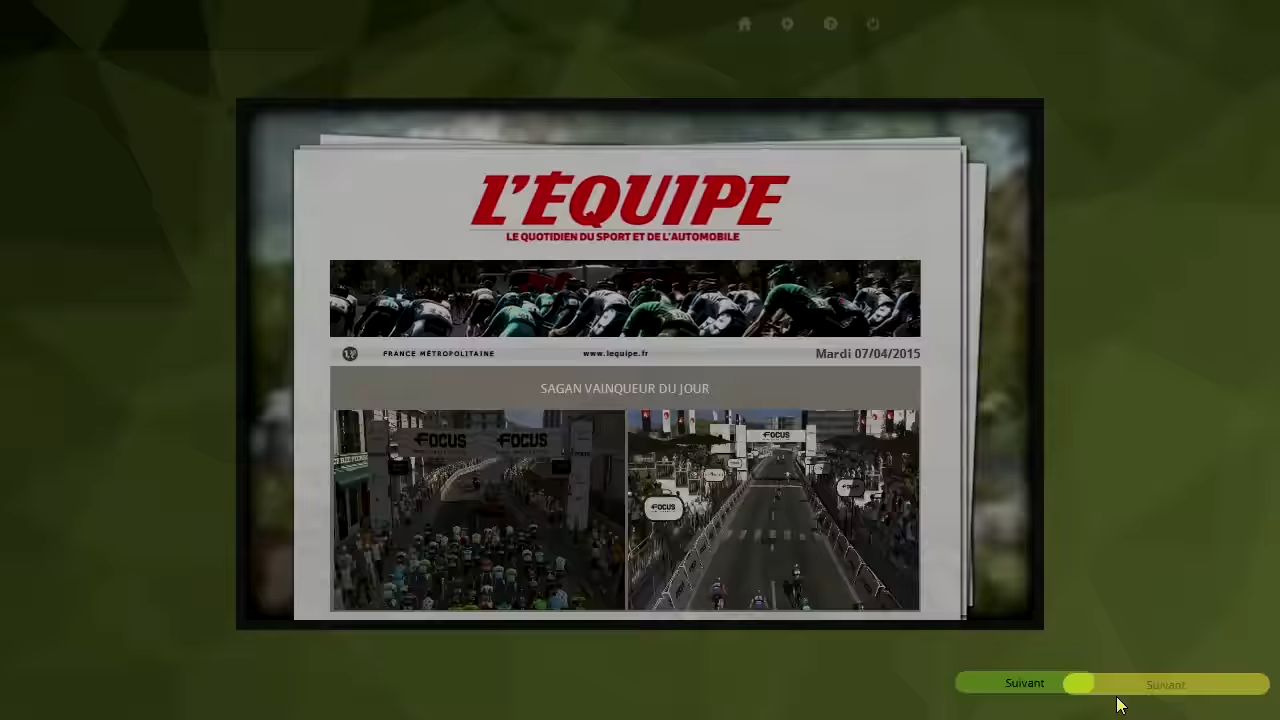 L'ÉQUIPE
LE QUOTIDIEN DU SPORT ET DE L'AUTOMOBILE
FRANCE MÉTROPOLITAINE www.lequipe.fr Mardi 07/04/2015
SAGAN VAINQUEUR DU JOUR
FOCUS FOCUS
FOCUS
FOCUS
Suivant Suivant